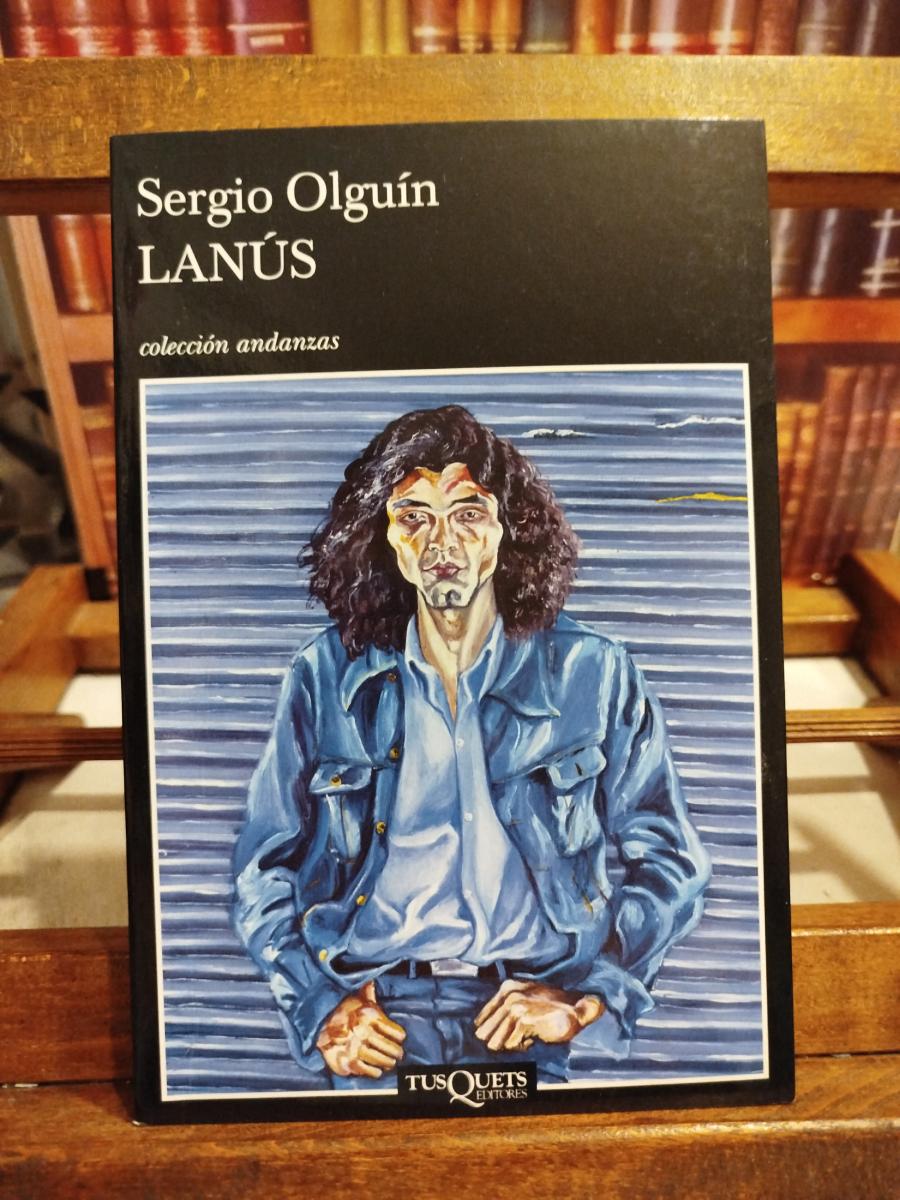 Sergio Olguín
LANÚS
colección andanzas
TUSQUETS
EDITORES